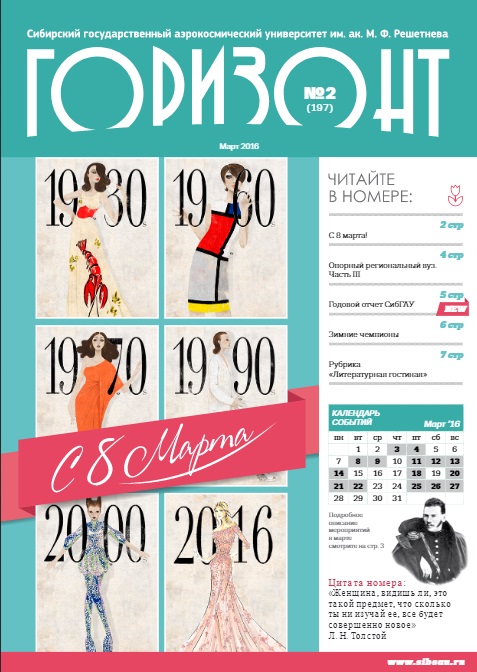 Сибирский государственный аэрокосмический университет им. ак. М. Ф. Решетнева
ГОРИЗОНТ
№2
(197)
Март 2016
1930
1960
1970
1990
С 8 Марта
2000
2016
ЧИТАЙТЕ
В НОМЕРЕ:
2 стр
С 8 марта!
4 стр
Опорный региональный вуз.
Часть III
5 стр
NEW
Годовой отчет СибГАУ
6 стр
Зимние чемпионы
7 стр
Рубрика
«Литературная гостиная»
КАЛЕНДАРЬ
СОБЫТИЙ
Март '16
пн вт ср чт пт сб вс
1 2 3 4 5 6
7 8 9 10 11 12 13
14 15 16 17 18 19 20
21 22 23 24 25 26 27
28 29 30 31
Подробное
описание
мероприятий
в марте
смотрите на стр. 3
Цитата номера:
«Женщина, видишь ли, это
такой предмет, что сколько
ты ни изучай ее, все будет
совершенно новое»
Л. Н. Толстой
www.sibsau.ru